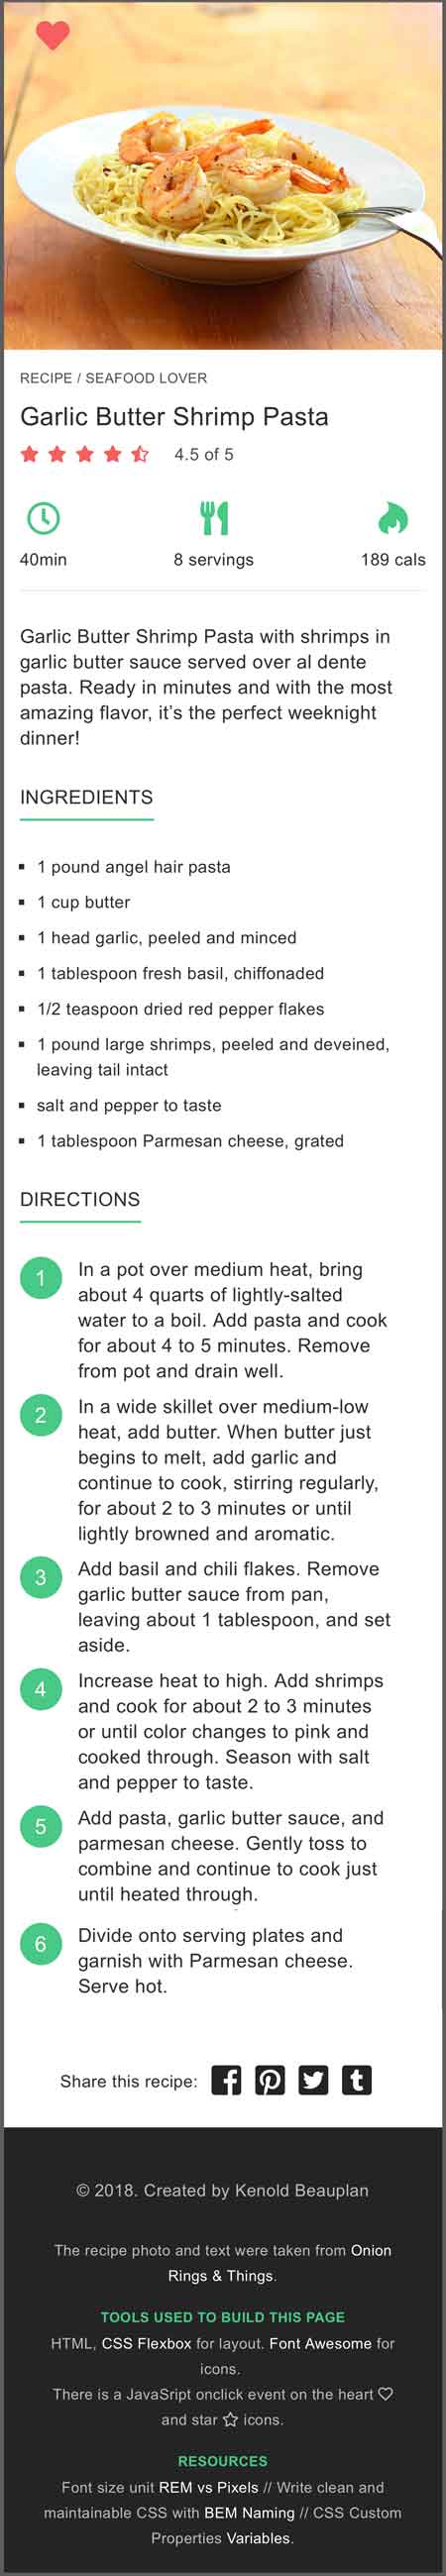 RECIPE / SEAFOOD LOVER
Garlic Butter Shrimp Pasta
4.5 of 5
40min
8 servings
189 cals
Garlic Butter Shrimp Pasta with shrimps in
garlic butter sauce served over al dente
pasta. Ready in minutes and with the most
amazing flavor, it's the perfect weeknight
dinner!
INGREDIENTS
1 pound angel hair pasta
1 cup butter
1 head garlic, peeled and minced
1 tablespoon fresh basil, chiffonaded
1/2 teaspoon dried red pepper flakes
1 pound large shrimps, peeled and deveined,
leaving tail intact
salt and pepper to taste
1 tablespoon Parmesan cheese, grated
DIRECTIONS
1 In a pot over medium heat, bring
about 4 quarts of lightly-salted
water to a boil. Add pasta and cook
for about 4 to 5 minutes. Remove
from pot and drain well.
2 In a wide skillet over medium-low
heat, add butter. When butter just
begins to melt, add garlic and
continue to cook, stirring regularly,
for about 2 to 3 minutes or until
lightly browned and aromatic.
3 Add basil and chili flakes. Remove
garlic butter sauce from pan,
leaving about 1 tablespoon, and set
aside.
4 Increase heat to high. Add shrimps
and cook for about 2 to 3 minutes
or until color changes to pink and
cooked through. Season with salt
and pepper to taste.
5 Add pasta, garlic butter sauce, and
parmesan cheese. Gently toss to
combine and continue to cook just
until heated through.
6 Divide onto serving plates and
garnish with Parmesan cheese.
Serve hot.
Share this recipe:
© 2018. Created by Kenold Beauplan
The recipe photo and text were taken from Onion
Rings & Things.
TOOLS USED TO BUILD THIS PAGE
HTML, CSS Flexbox for layout. Font Awesome for
icons.
There is a JavaSript onclick event on the heart
and star icons.
RESOURCES
Font size unit REM vs Pixels // Write clean and
maintainable CSS with BEM Naming // CSS Custom
Properties Variables.